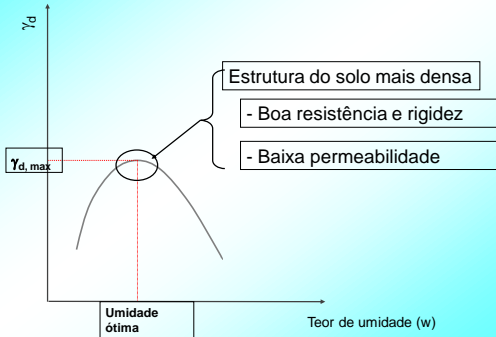 γd
Estrutura do solo mais densa
- Boa resistência e rigidez
- Baixa permeabilidade
γd, max
Umidade
ótima
Teor de umidade (w)